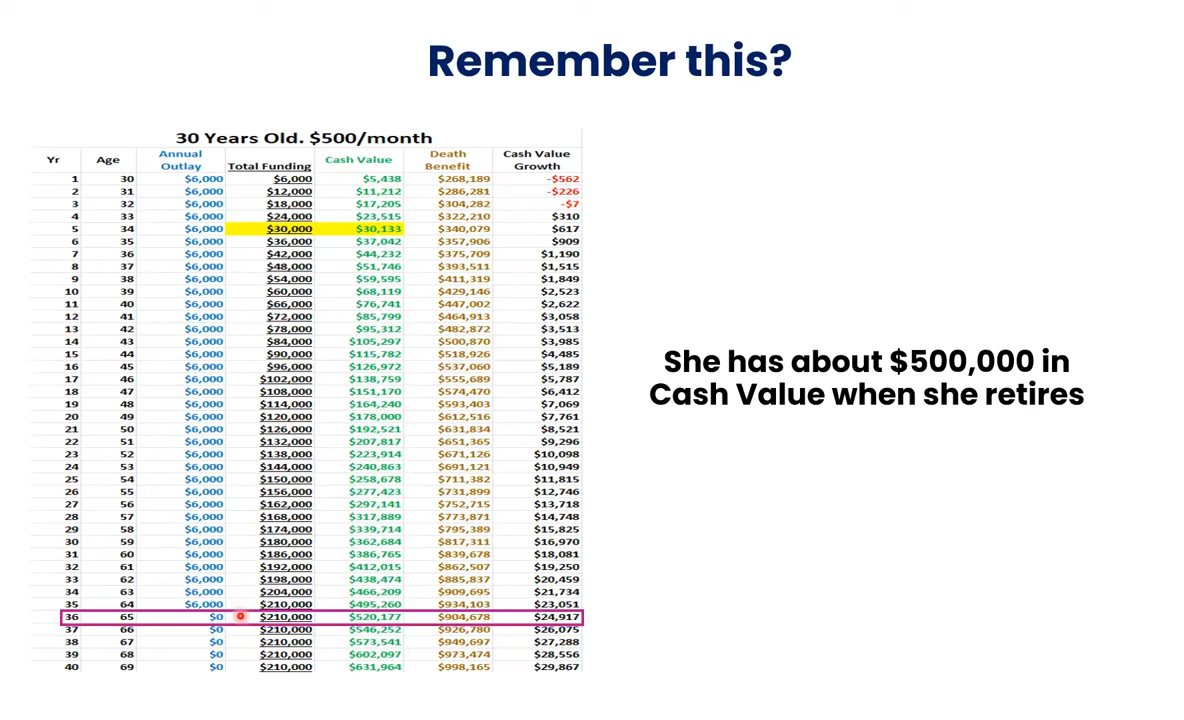 Remember this?
30 Years Old. $500/month
Yr Age Annual Outlay Total Funding Cash Value Death Benefit Cash Value Growth
1 30 $6,000 $6,000 $5,438 $268,189 -$562
2 31 $6,000 $12,000 $11,212 $286,281 -$226
3 32 $6,000 $18,000 $17,205 $304,282 -$7
4 33 $6,000 $24,000 $23,515 $322,210 $310
5 34 $6,000 $30,000 $30,133 $340,079 $617
6 35 $6,000 $36,000 $37,042 $357,906 $909
7 36 $6,000 $42,000 $44,232 $375,709 $1,190
8 37 $6,000 $48,000 $51,746 $393,511 $1,515
9 38 $6,000 $54,000 $59,595 $411,319 $1,849
10 39 $6,000 $60,000 $68,119 $429,146 $2,523
11 40 $6,000 $66,000 $76,741 $447,002 $2,622
12 41 $6,000 $72,000 $85,799 $464,913 $3,058
13 42 $6,000 $78,000 $95,312 $482,872 $3,513
14 43 $6,000 $84,000 $105,297 $500,870 $3,985
15 44 $6,000 $90,000 $115,782 $518,926 $4,485
16 45 $6,000 $96,000 $126,972 $537,060 $5,189
17 46 $6,000 $102,000 $138,759 $555,689 $5,787
18 47 $6,000 $108,000 $151,170 $574,470 $6,412
19 48 $6,000 $114,000 $164,240 $593,403 $7,069
20 49 $6,000 $120,000 $178,000 $612,516 $7,761
21 50 $6,000 $126,000 $192,521 $631,834 $8,521
22 51 $6,000 $132,000 $207,817 $651,365 $9,296
23 52 $6,000 $138,000 $223,914 $671,126 $10,098
24 53 $6,000 $144,000 $240,863 $691,121 $10,949
25 54 $6,000 $150,000 $258,678 $711,382 $11,815
26 55 $6,000 $156,000 $277,423 $731,899 $12,746
27 56 $6,000 $162,000 $297,141 $752,715 $13,718
28 57 $6,000 $168,000 $317,889 $773,871 $14,748
29 58 $6,000 $174,000 $339,714 $795,389 $15,825
30 59 $6,000 $180,000 $362,684 $817,311 $16,970
31 60 $6,000 $186,000 $386,765 $839,678 $18,081
32 61 $6,000 $192,000 $412,015 $862,507 $19,250
33 62 $6,000 $198,000 $438,474 $885,837 $20,459
34 63 $6,000 $204,000 $466,209 $909,695 $21,734
35 64 $6,000 $210,000 $495,260 $934,103 $23,051
36 65 $0 $210,000 $520,177 $904,678 $24,917
37 66 $0 $210,000 $546,252 $926,780 $26,075
38 67 $0 $210,000 $573,541 $949,697 $27,288
39 68 $0 $210,000 $602,097 $973,474 $28,556
40 69 $0 $210,000 $631,964 $998,165 $29,867
She has about $500,000 in
Cash Value when she retires